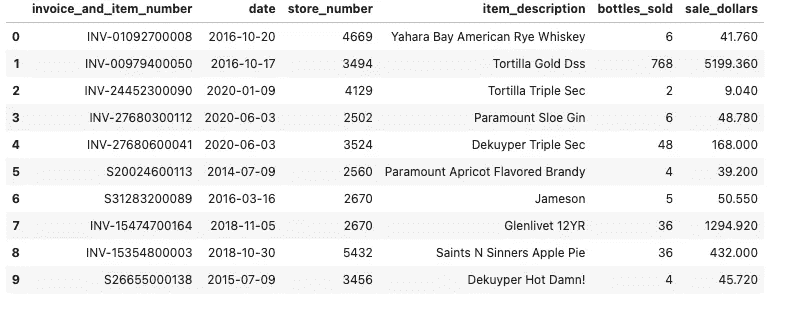 invoice_and_item_number date store_number item_description bottles_sold sale_dollars
0 INV-01092700008 2016-10-20 4669 Yahara Bay American Rye Whiskey 6 41.760
1 INV-00979400050 2016-10-17 3494 Tortilla Gold Dss 768 5199.360
2 INV-24452300090 2020-01-09 4129 Tortilla Triple Sec 2 9.040
3 INV-27680300112 2020-06-03 2502 Paramount Sloe Gin 6 48.780
4 INV-27680600041 2020-06-03 3524 Dekuyper Triple Sec 48 168.000
5 S20024600113 2014-07-09 2560 Paramount Apricot Flavored Brandy 4 39.200
6 S31283200089 2016-03-16 2670 Jameson 5 50.550
7 INV-15474700164 2018-11-05 2670 Glenlivet 12YR 36 1294.920
8 INV-15354800003 2018-10-30 5432 Saints N Sinners Apple Pie 36 432.000
9 S26655000138 2015-07-09 3456 Dekuyper Hot Damn! 4 45.720